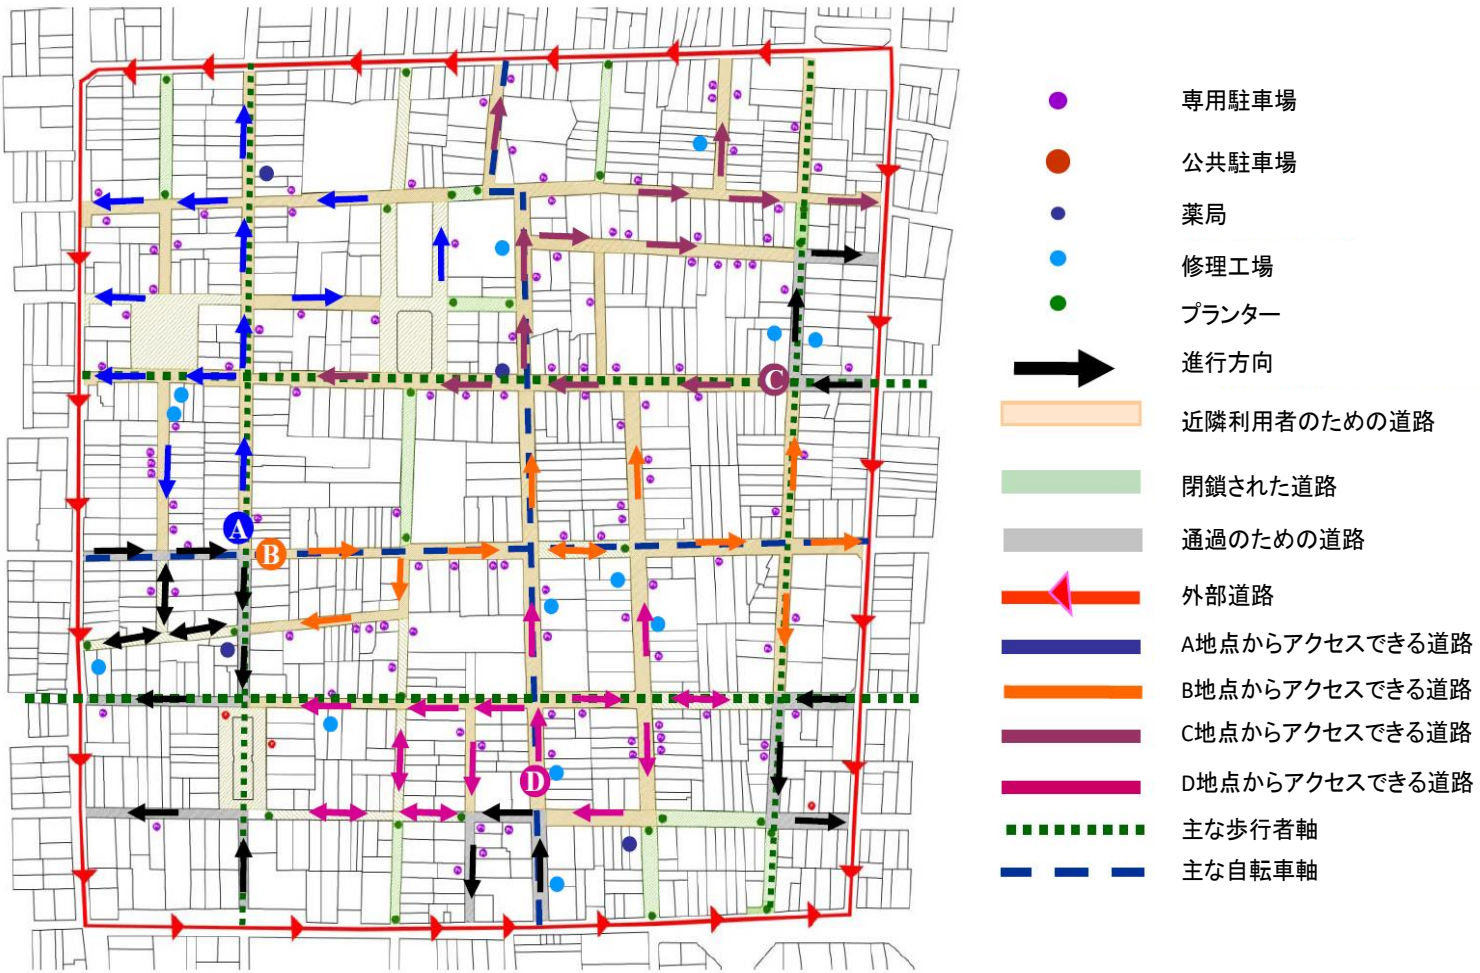 専用駐車場
公共駐車場
薬局
修理工場
プランター
進行方向
近隣利用者のための道路
閉鎖された道路
通過のための道路
外部道路
A地点からアクセスできる道路
B地点からアクセスできる道路
C地点からアクセスできる道路
D地点からアクセスできる道路
主な歩行者軸
主な自転車軸
C
A
B
D